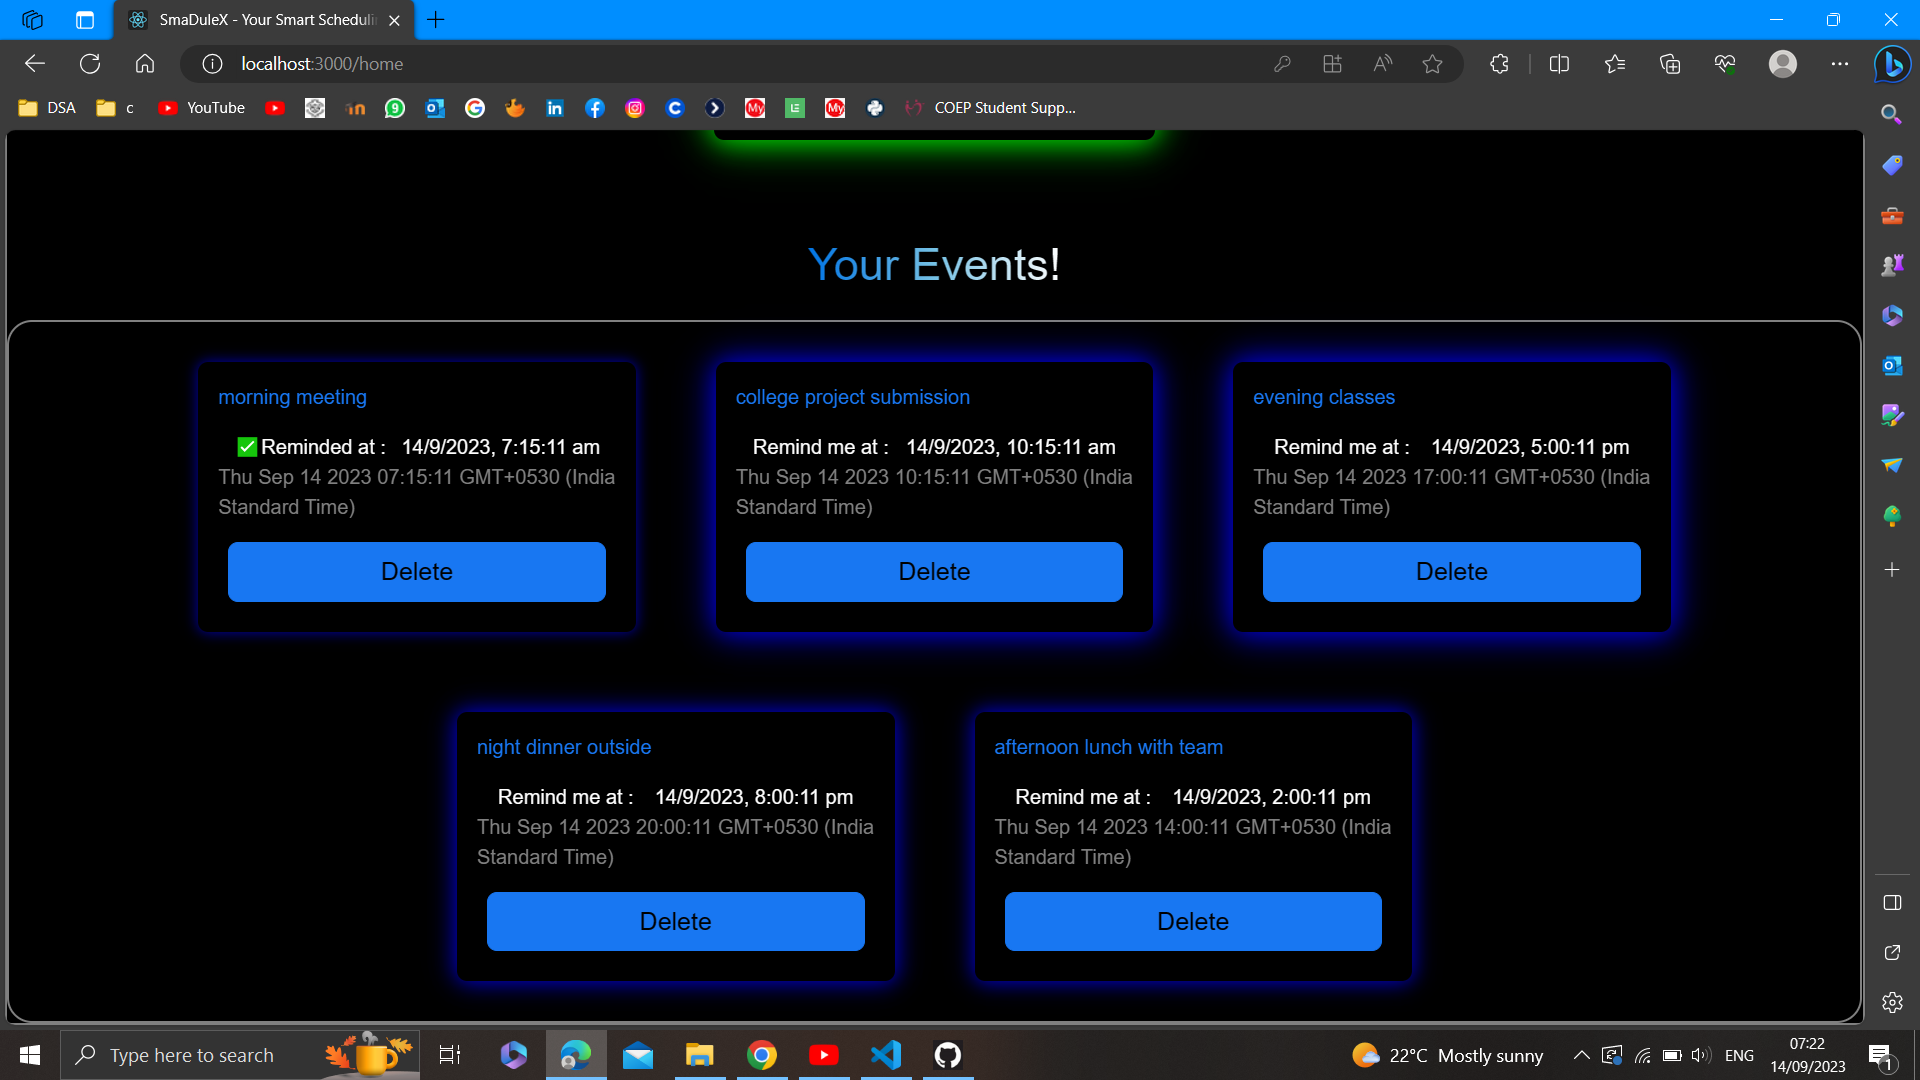 SmaDuleX - Your Smart Scheduli
localhost:3000/home
DSA
c
YouTube
COEP Student Supp...
Your Events!
morning meeting
✅Reminded at : 14/9/2023, 7:15:11 am
Thu Sep 14 2023 07:15:11 GMT+0530 (India
Standard Time)
Delete
college project submission
Remind me at : 14/9/2023, 10:15:11 am
Thu Sep 14 2023 10:15:11 GMT+0530 (India
Standard Time)
Delete
evening classes
Remind me at : 14/9/2023, 5:00:11 pm
Thu Sep 14 2023 17:00:11 GMT+0530 (India
Standard Time)
Delete
night dinner outside
Remind me at : 14/9/2023, 8:00:11 pm
Thu Sep 14 2023 20:00:11 GMT+0530 (India
Standard Time)
Delete
afternoon lunch with team
Remind me at : 14/9/2023, 2:00:11 pm
Thu Sep 14 2023 14:00:11 GMT+0530 (India
Standard Time)
Delete
Type here to search
22°C Mostly sunny
ENG
07:22
14/09/2023
1